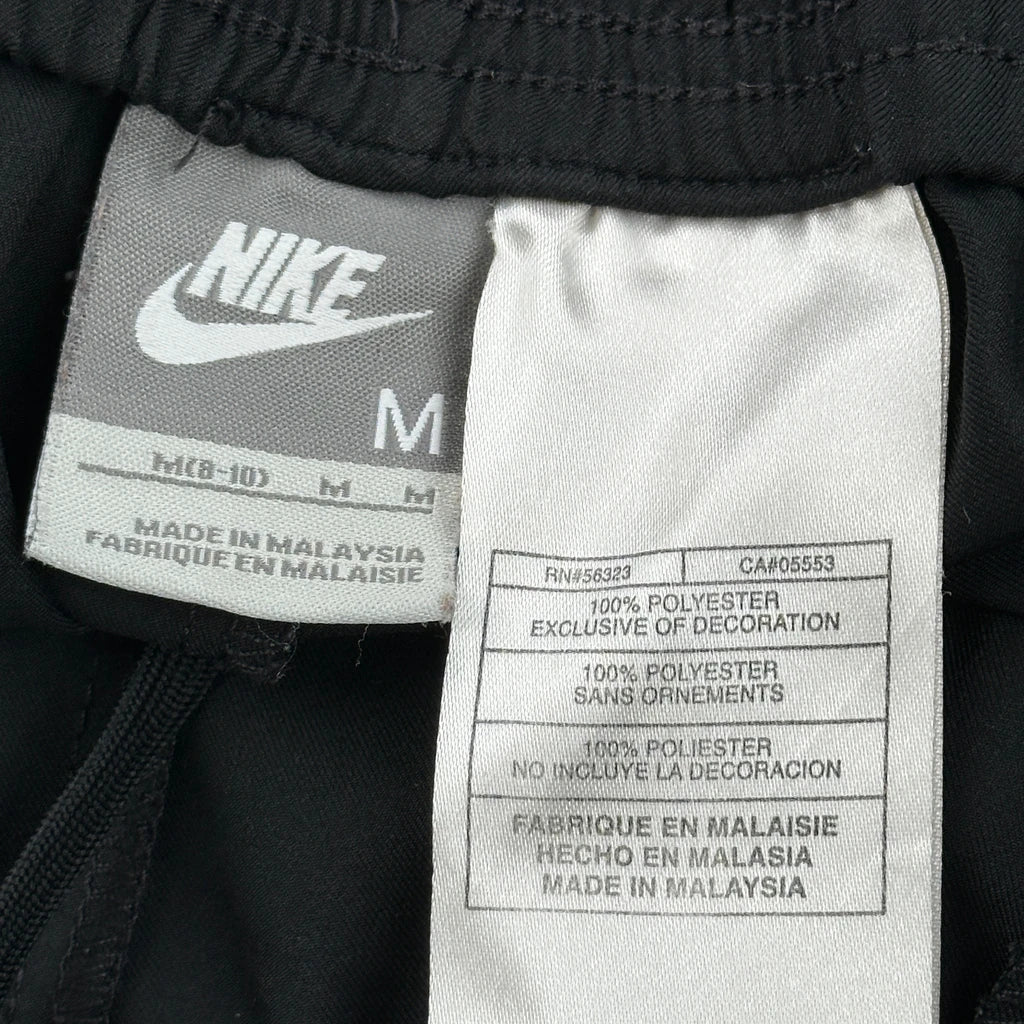 NIKE
M
M(8-10) M M
MADE IN MALAYSIA
FABRIQUE EN MALAISIE
RN#56323 CA#05553
100% POLYESTER
EXCLUSIVE OF DECORATION
100% POLYESTER
SANS ORNEMENTS
100% POLIESTER
NO INCLUYE LA DECORACION
FABRIQUE EN MALAISIE
HECHO EN MALASIA
MADE IN MALAYSIA